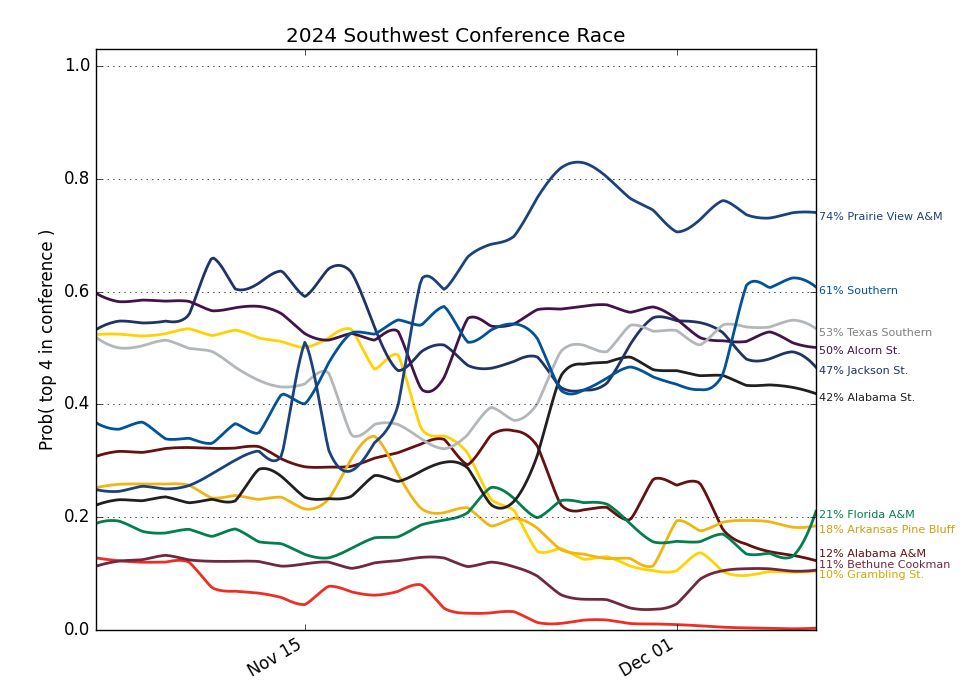 2024 Southwest Conference Race
Prob( top 4 in conference )
1.0
0.8
0.6
0.4
0.2
0.0
Nov 15
Dec 01
74% Prairie View A&M
61% Southern
53% Texas Southern
50% Alcorn St.
47% Jackson St.
42% Alabama St.
21% Florida A&M
18% Arkansas Pine Bluff
12% Alabama A&M
11% Bethune Cookman
10% Grambling St.